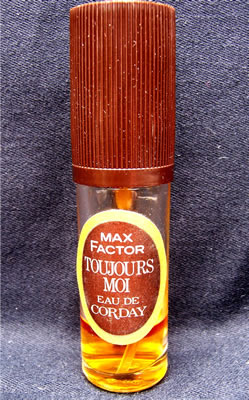 MAX
FACTOR
TOUJOURS
MOI
EAU DE
CORDAY